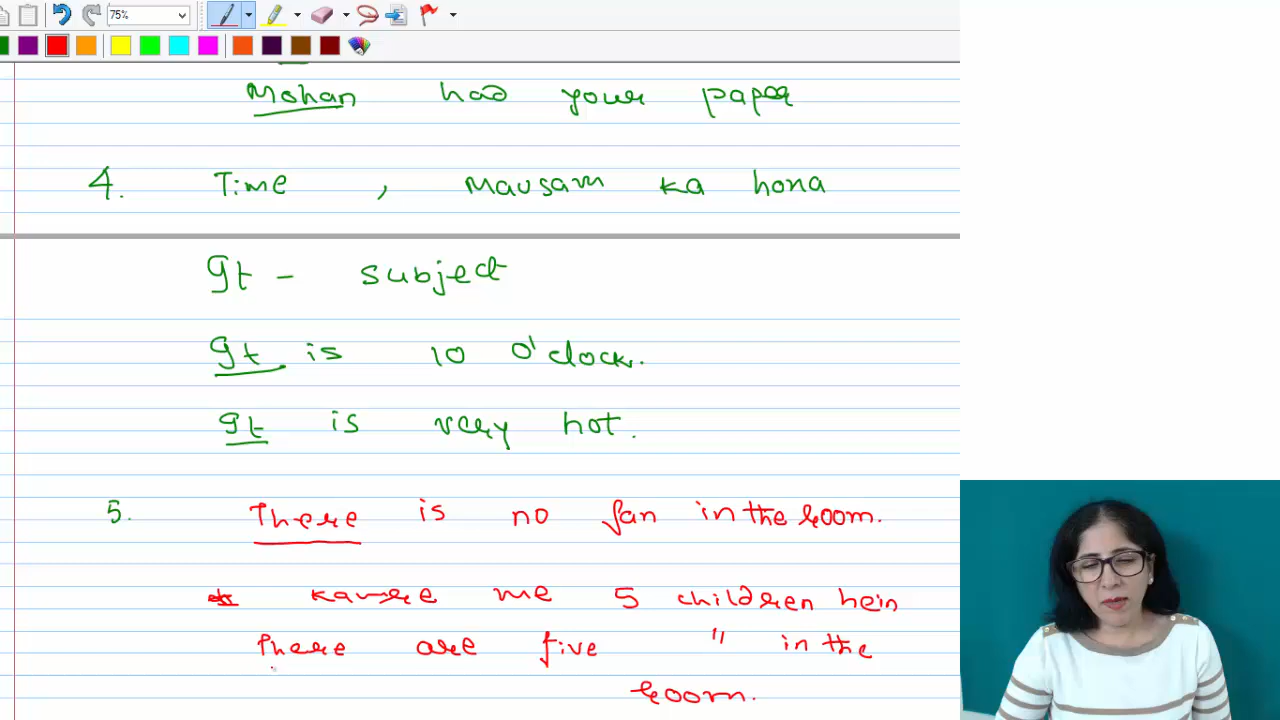 75%
Mohan had your paper
4. Time , Mausam ka hona
It - subject
It is 10 O'clock.
It is very hot.
5. There is no fan in the room.
kamre me 5 children hein
There are five " in the
room.